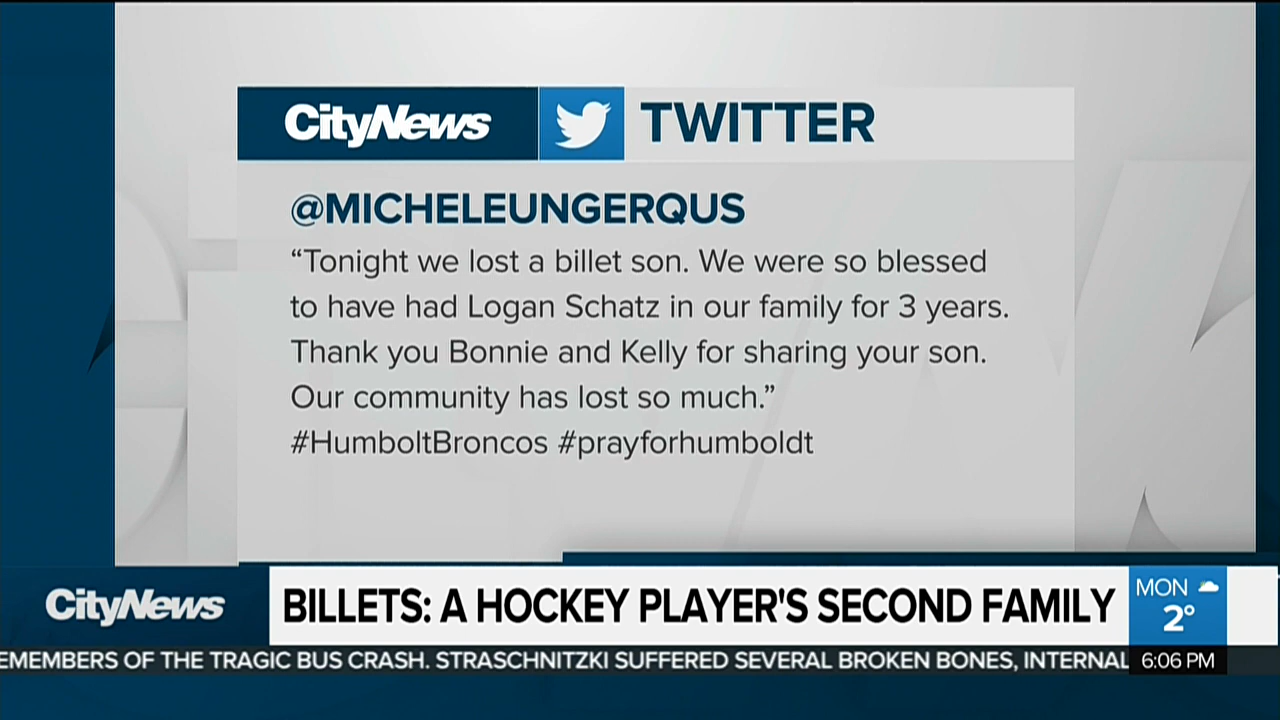 CityNews TWITTER
@MICHELEUNGERQUS
“Tonight we lost a billet son. We were so blessed
to have had Logan Schatz in our family for 3 years.
Thank you Bonnie and Kelly for sharing your son.
Our community has lost so much.”
#HumboltBroncos #prayforhumboldt
CityNews BILLETS: A HOCKEY PLAYER'S SECOND FAMILY MON
2°
EMEMBERS OF THE TRAGIC BUS CRASH. STRASCHNITZKI SUFFERED SEVERAL BROKEN BONES, INTERNAL 6:06 PM